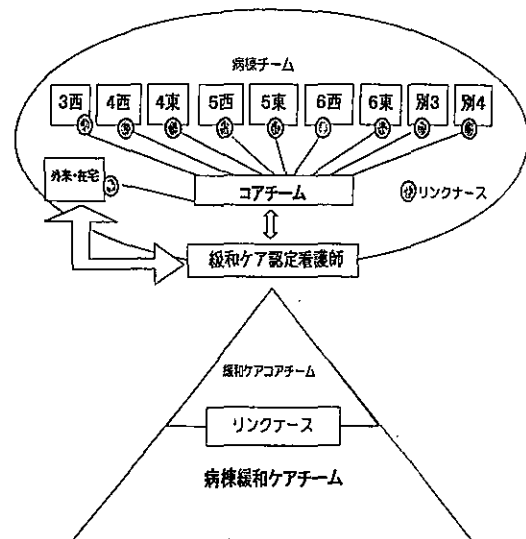 病棟チーム
3西 4西 4東 5西 5東 6西 6東 別3 別4
外来・在宅
コアチーム
リンクナース
緩和ケア認定看護師
緩和ケアコアチーム
リンクナース
病棟緩和ケアチーム